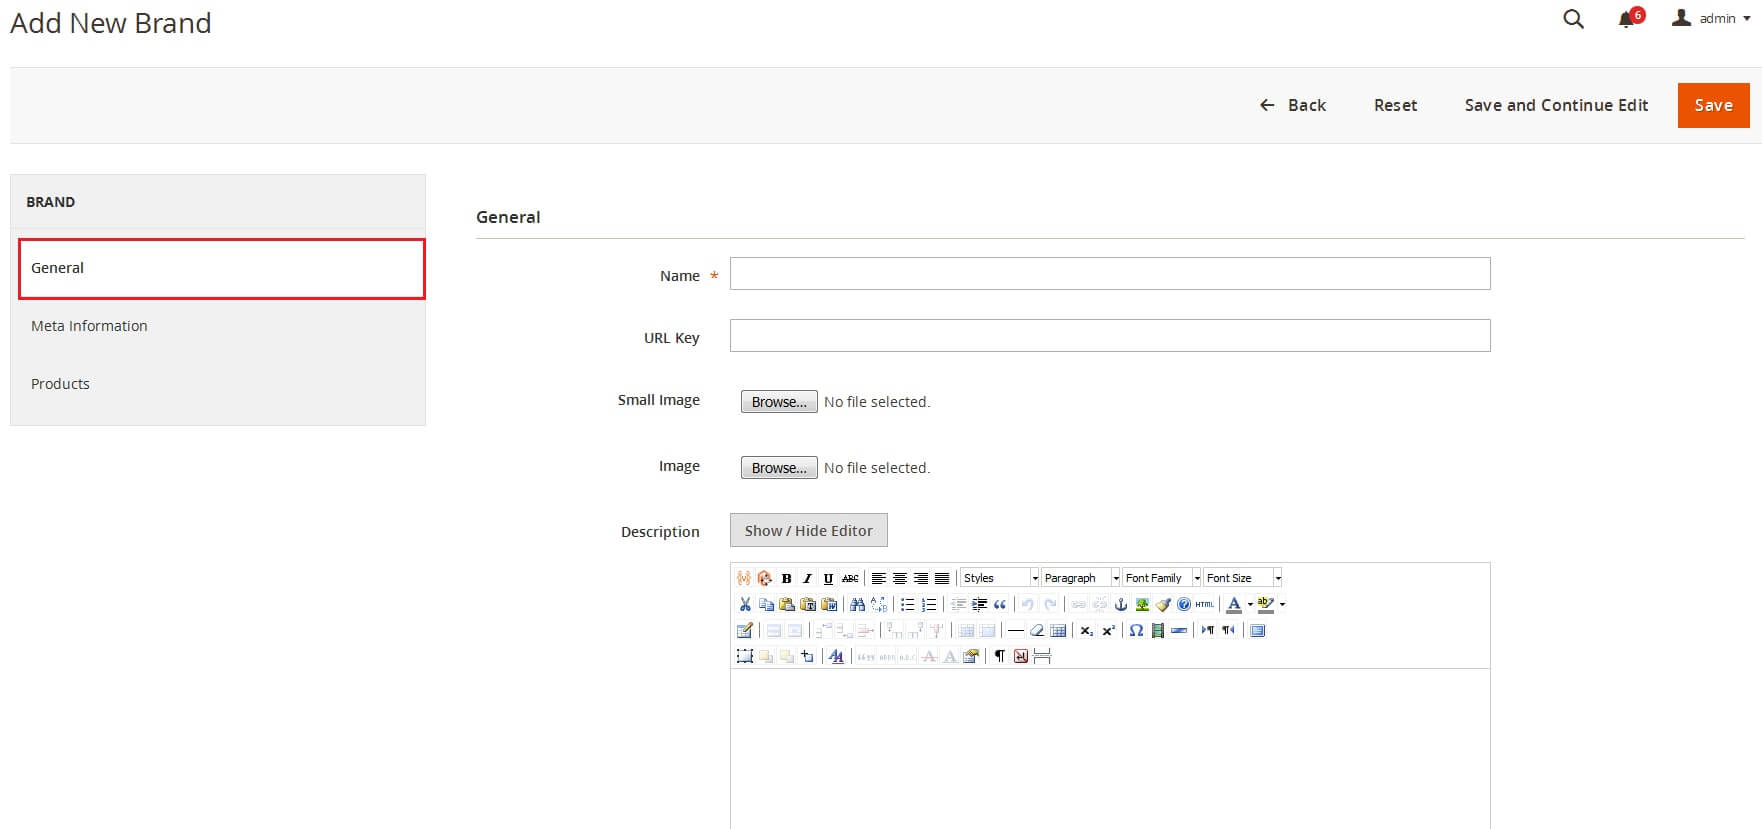 Add New Brand
6
admin
Back
Reset
Save and Continue Edit
Save
BRAND
General
Meta Information
Products
General
Name *
URL Key
Small Image
Browse... No file selected.
Image
Browse... No file selected.
Description
Show / Hide Editor
B I U ABC Styles Paragraph Font Family Font Size
HTML A ab